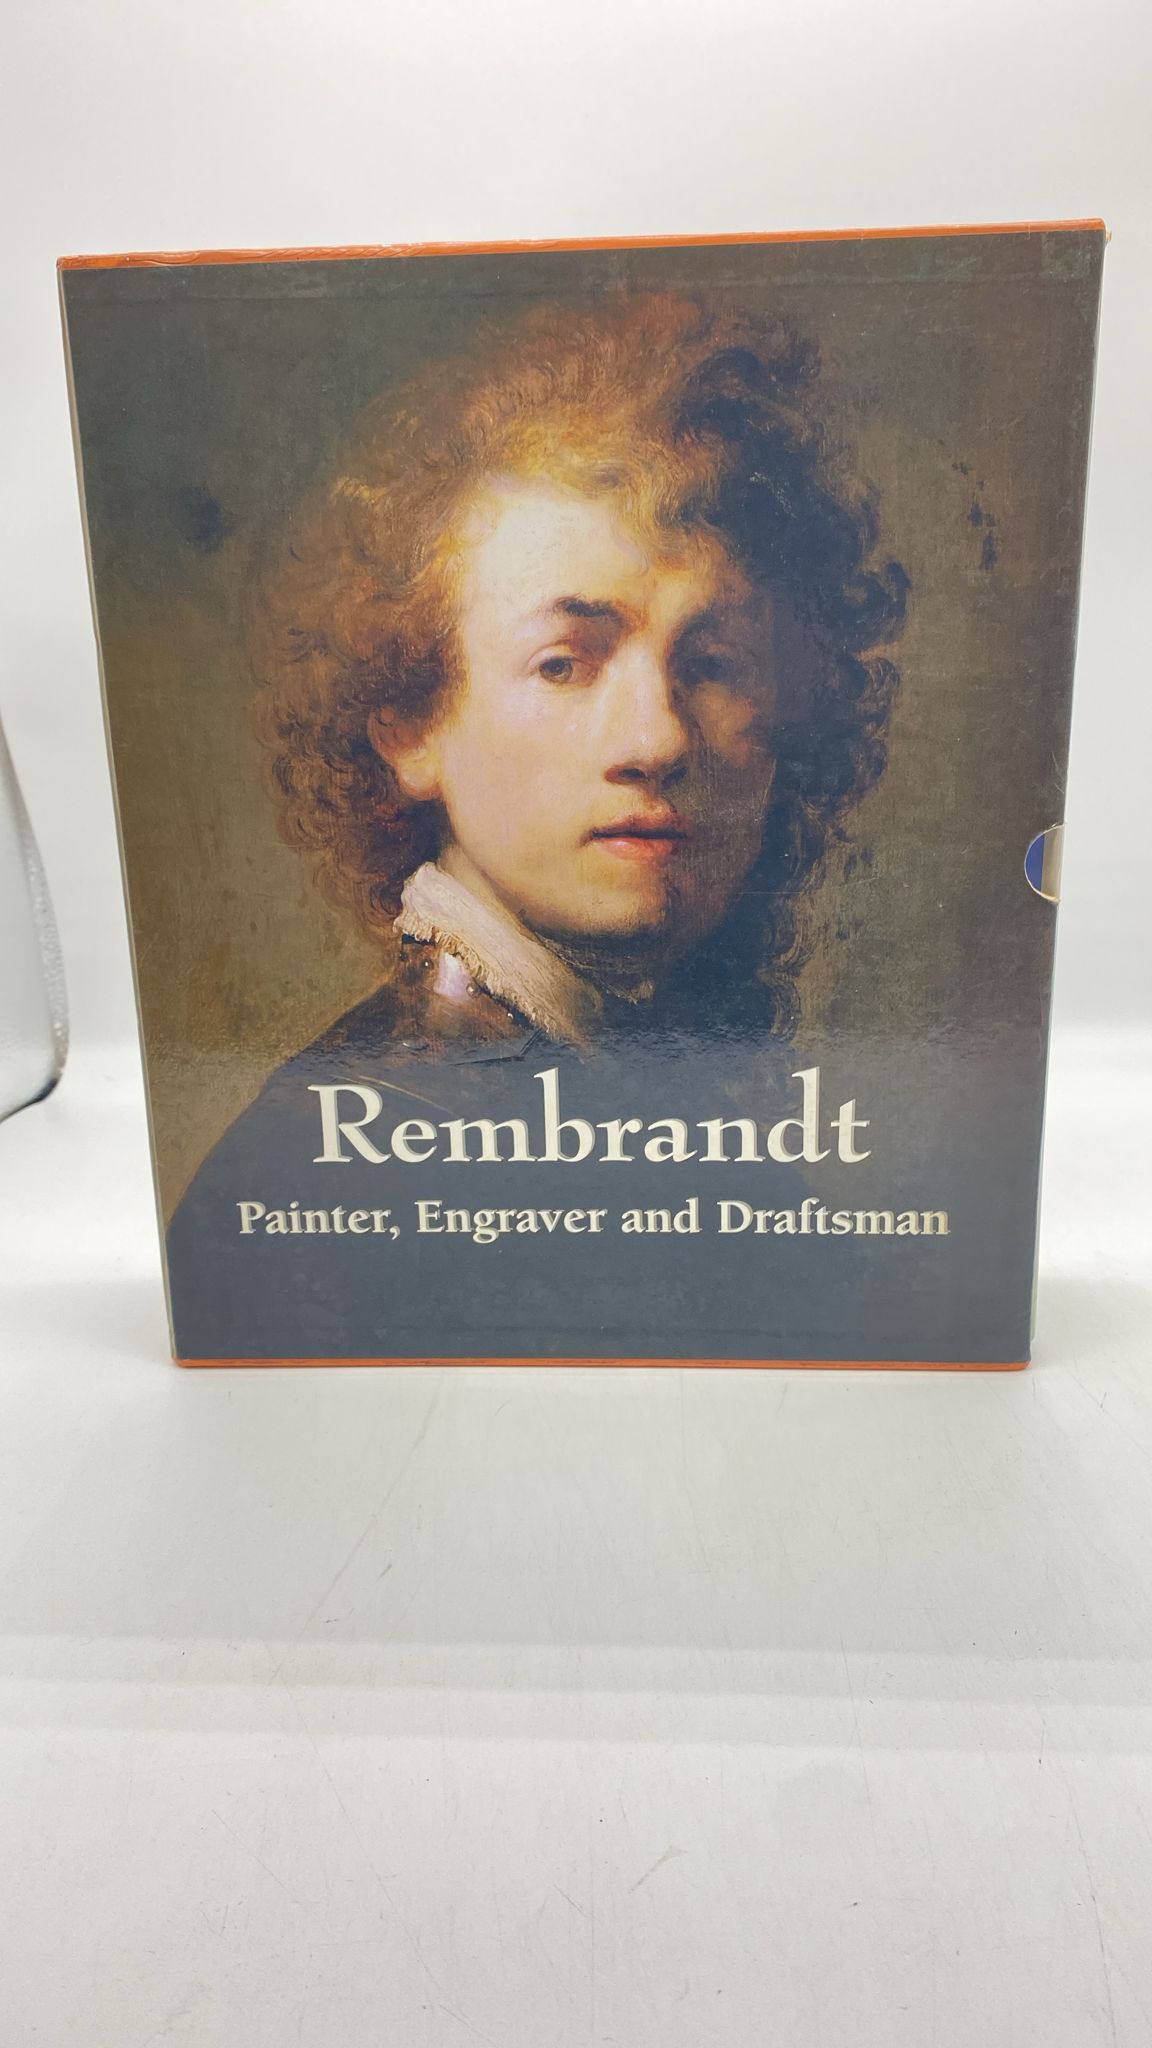 Rembrandt
Painter, Engraver and Draftsman